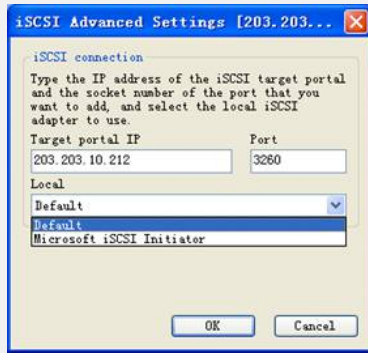 iSCSI Advanced Settings [203.203...
iSCSI connection
Type the IP address of the iSCSI target portal
and the socket number of the port that you
want to add, and select the local iSCSI
adapter to use.
Target portal IP Port
203.203.10.212 3260
Local
Default
Default
Microsoft iSCSI Initiator
OK Cancel